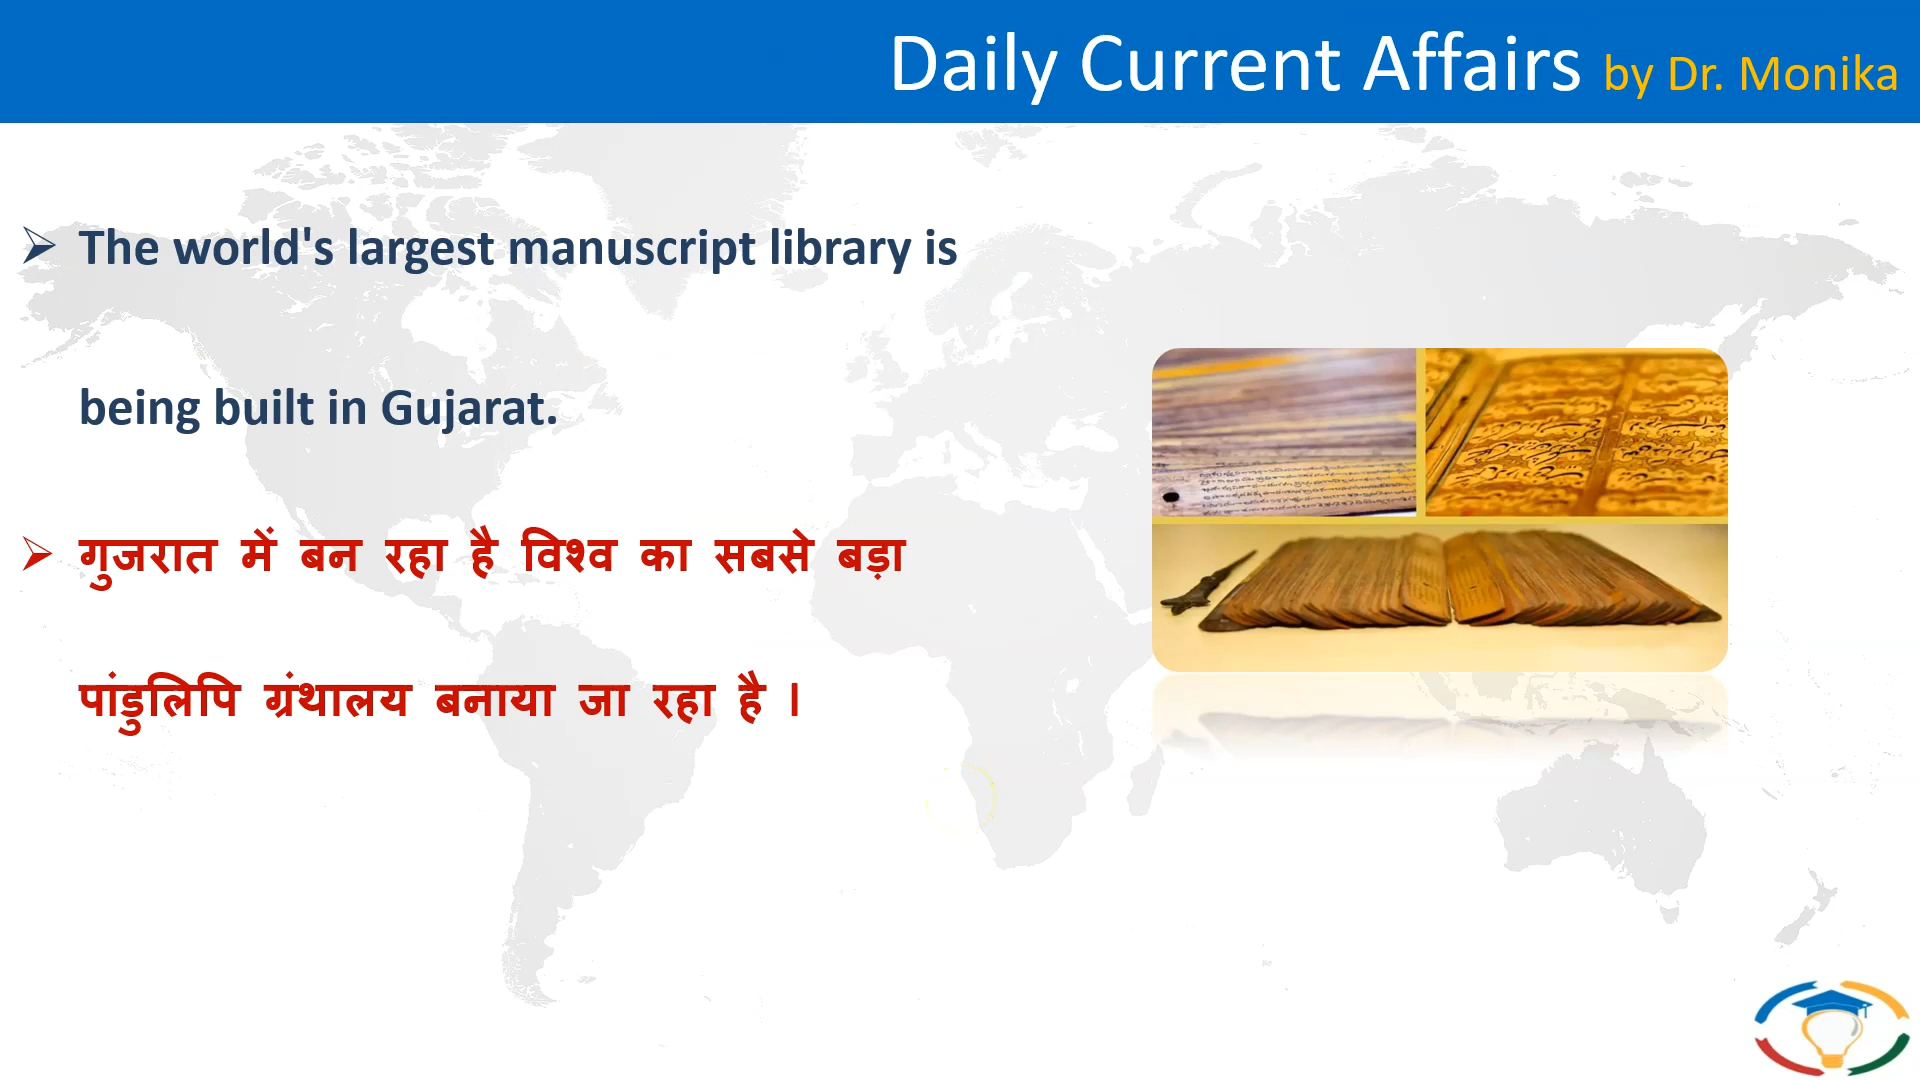 Daily Current Affairs by Dr. Monika
The world's largest manuscript library is
being built in Gujarat.
गुजरात में बन रहा है विश्व का सबसे बड़ा
पांडुलिपि ग्रंथालय बनाया जा रहा है ।